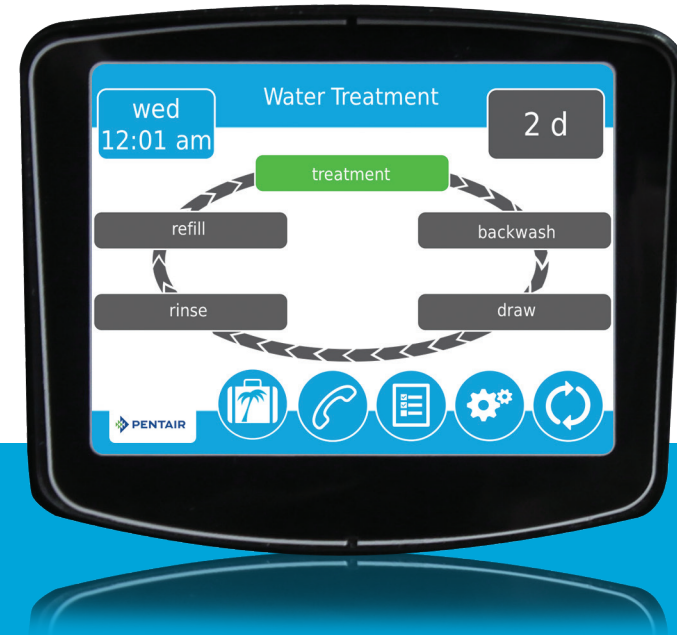 wed
12:01 am
Water Treatment
2 d
treatment
refill
backwash
rinse
draw
PENTAIR